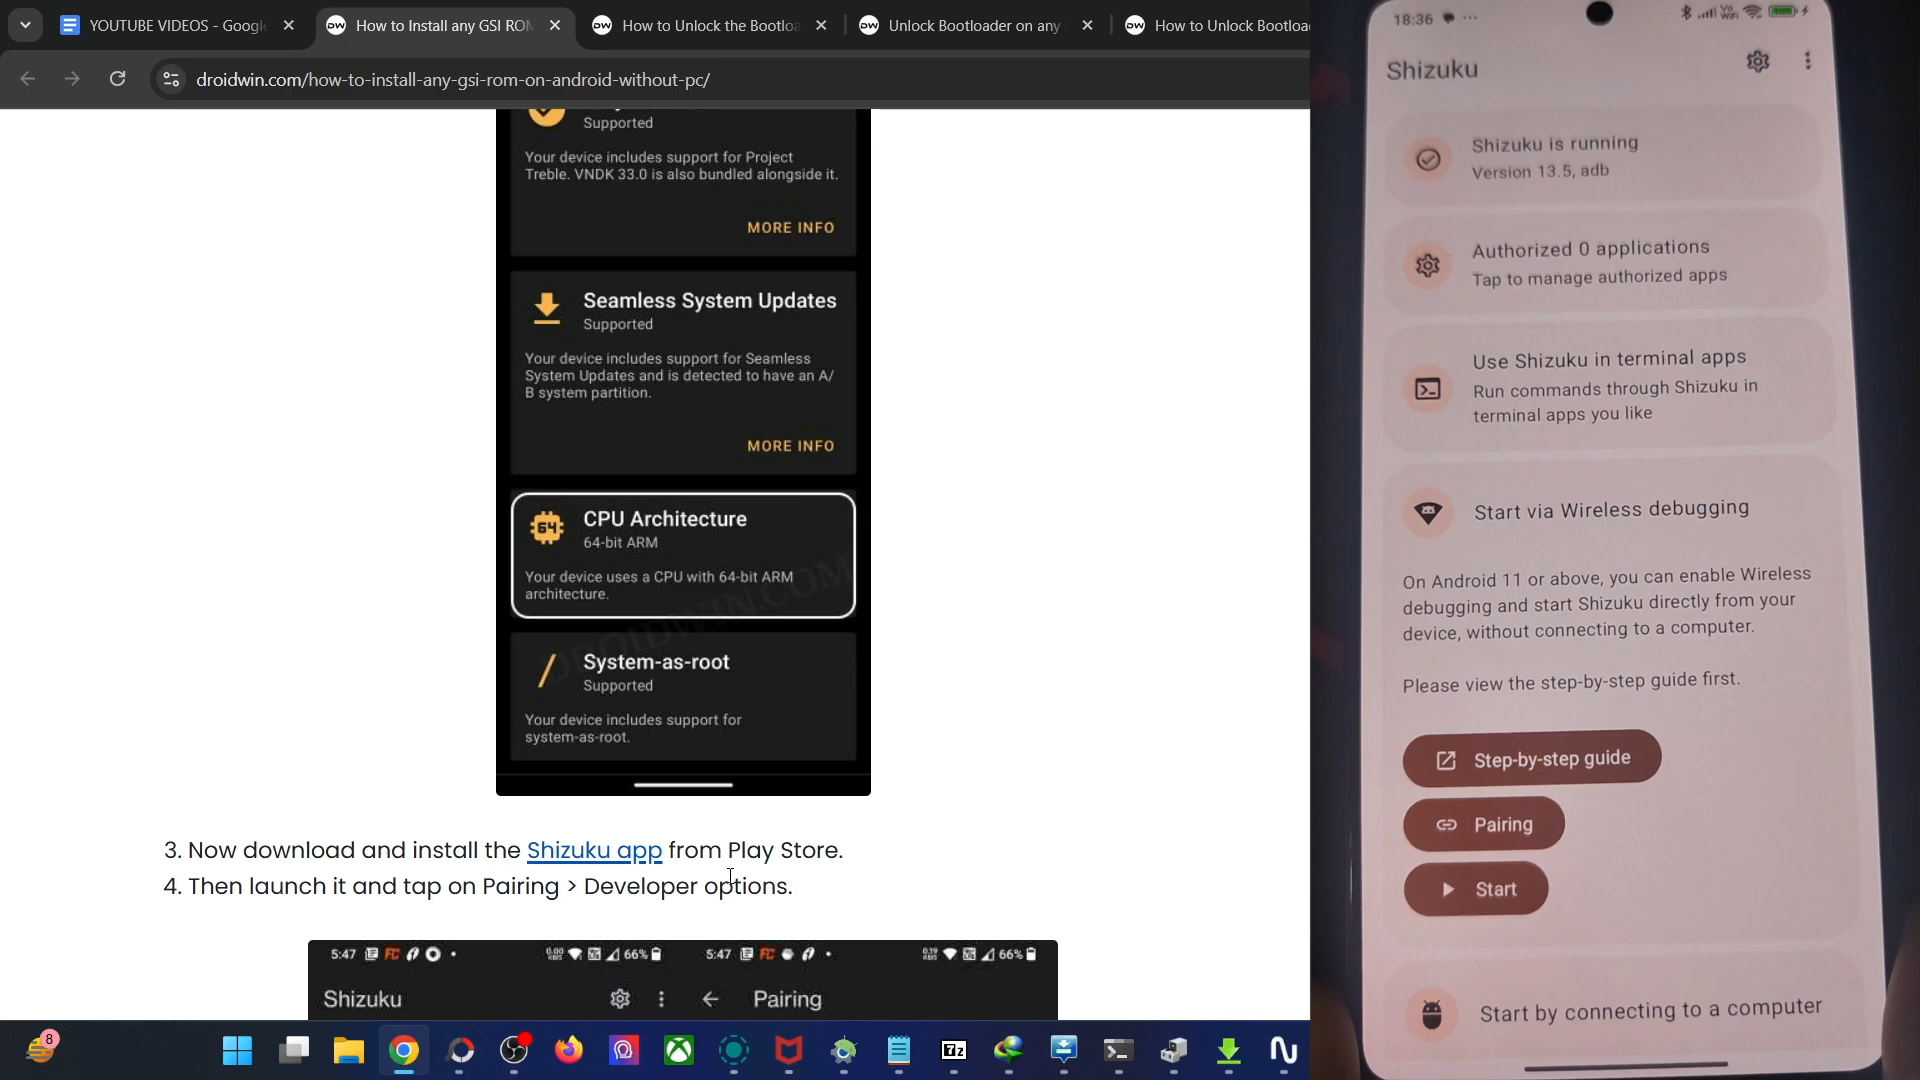 YOUTUBE VIDEOS - Google
How to Install any GSI ROM
How to Unlock the Bootloa
Unlock Bootloader on any
How to Unlock Bootloa
droidwin.com/how-to-install-any-gsi-rom-on-android-without-pc/
Supported
Your device includes support for Project
Treble. VNDK 33.0 is also bundled alongside it.
MORE INFO
Seamless System Updates
Supported
Your device includes support for Seamless
System Updates and is detected to have an A/
B system partition.
MORE INFO
64
CPU Architecture
64-bit ARM
Your device uses a CPU with 64-bit ARM
architecture.
DROIDWIN.COM
System-as-root
Supported
Your device includes support for
system-as-root.
3. Now download and install the Shizuku app from Play Store.
4. Then launch it and tap on Pairing > Developer options.
5:47 66% 5:47 66%
Shizuku Pairing
8
7z
18:36
Shizuku
Shizuku is running
Version 13.5, adb
Authorized 0 applications
Tap to manage authorized apps
Use Shizuku in terminal apps
Run commands through Shizuku in
terminal apps you like
Start via Wireless debugging
On Android 11 or above, you can enable Wireless
debugging and start Shizuku directly from your
device, without connecting to a computer.
Please view the step-by-step guide first.
Step-by-step guide
Pairing
Start
Start by connecting to a computer